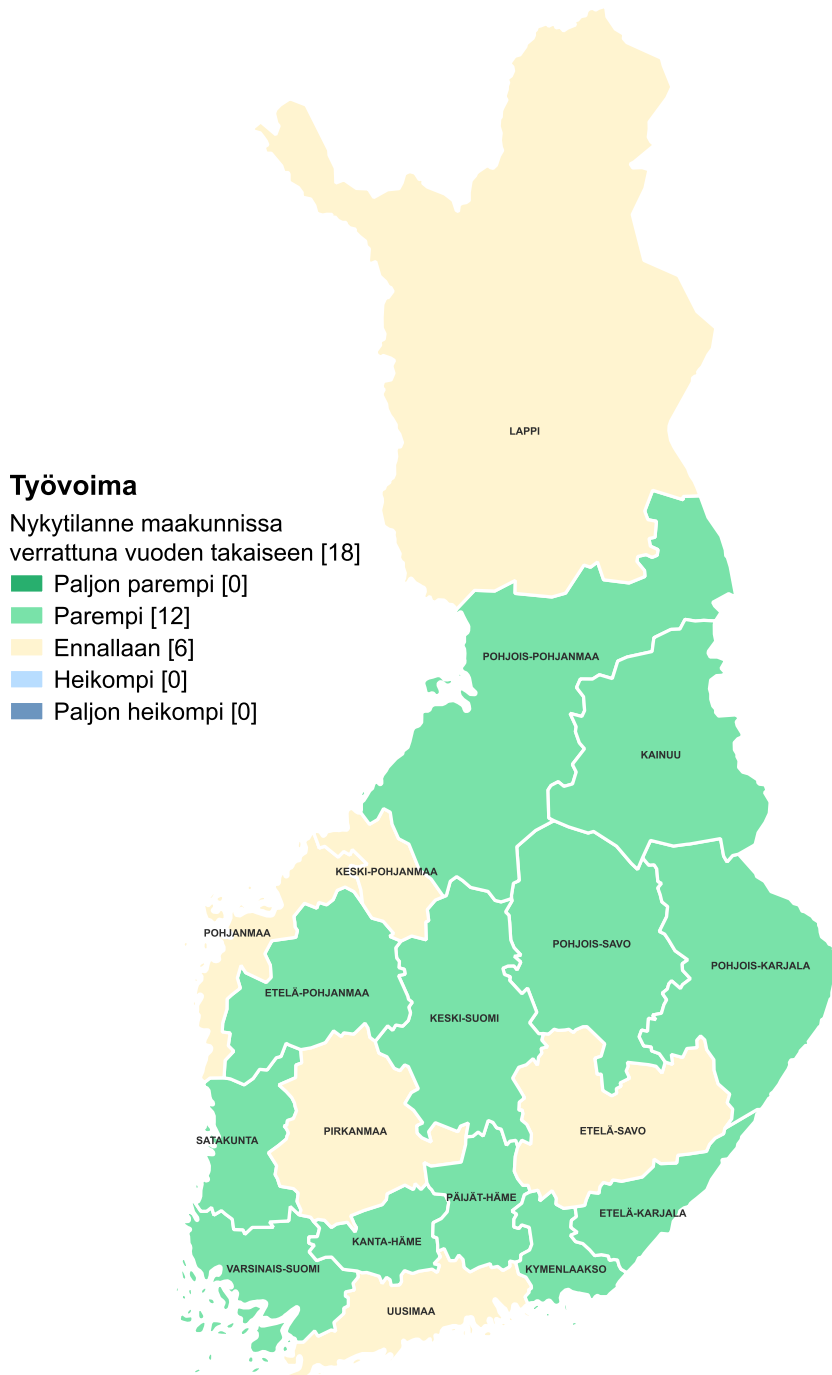 LAPPI
Työvoima
Nykytilanne maakunnissa
verrattuna vuoden takaiseen [18]
Paljon parempi [0]
Parempi [12]
Ennallaan [6]
Heikompi [0]
Paljon heikompi [0]
POHJOIS-POHJANMAA
KAINUU
KESKI-POHJANMAA
POHJANMAA
POHJOIS-SAVO
POHJOIS-KARJALA
ETELÄ-POHJANMAA
KESKI-SUOMI
PIRKANMAA
ETELÄ-SAVO
SATAKUNTA
PÄIJÄT-HÄME
ETELÄ-KARJALA
KANTA-HÄME
VARSINAIS-SUOMI
KYMENLAAKSO
UUSIMAA